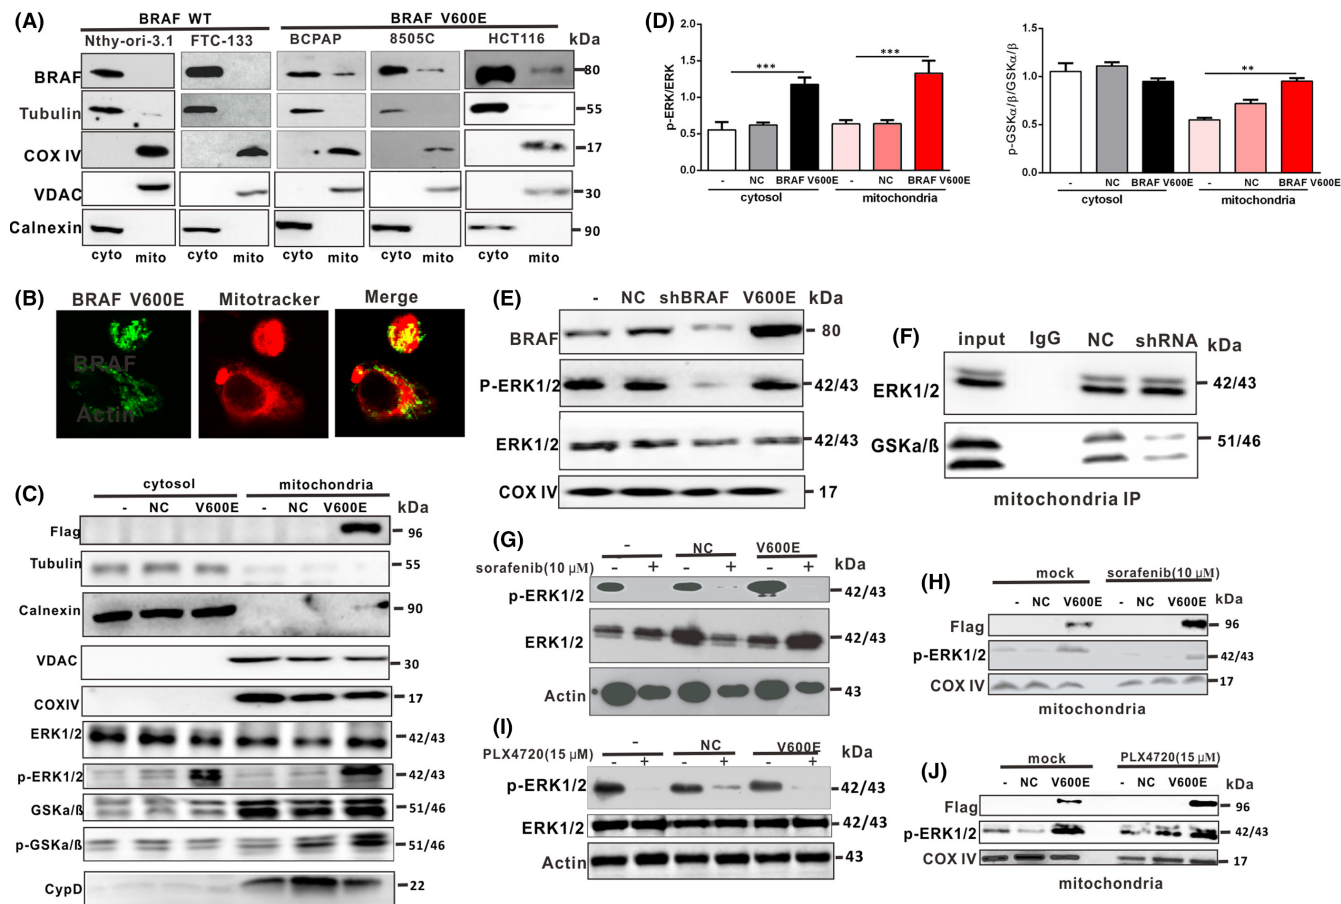 (A)
BRAF WT
BRAF V600E
Nthy-ori-3.1 FTC-133 BCPAP 8505C HCT116 kDa
BRAF 80
Tubulin 55
COX IV 17
VDAC 30
Calnexin 90
cyto mito cyto mito cyto mito cyto mito cyto mito
(B)
BRAF V600E Mitotracker Merge
BRAF
Actin
(C)
cytosol mitochondria
- NC V600E - NC V600E kDa
Flag 96
Tubulin 55
Calnexin 90
VDAC 30
COXIV 17
ERK1/2 42/43
p-ERK1/2 42/43
GSKa/ß 51/46
p-GSKa/ß 51/46
CypD 22
(D)
p-ERK/ERK
2.0
1.5
1.0
0.5
0.0
***
***
- NC BRAF V600E - NC BRAF V600E
cytosol mitochondria
p-GSKα/β/GSKα/β
1.5
1.0
0.5
0.0
**
- NC BRAF V600E - NC BRAF V600E
cytosol mitochondria
(E)
- NC shBRAF V600E kDa
BRAF 80
P-ERK1/2 42/43
ERK1/2 42/43
COX IV 17
(F)
input IgG NC shRNA kDa
ERK1/2 42/43
GSKa/ß 51/46
mitochondria IP
(G)
- NC V600E
sorafenib(10 µM) - + - + - + kDa
p-ERK1/2 42/43
ERK1/2 42/43
Actin 43
(H)
mock sorafenib(10 µM)
- NC V600E - NC V600E kDa
Flag 96
p-ERK1/2 42/43
COX IV 17
mitochondria
(I)
- NC V600E
PLX4720(15 µM) - + - + - + kDa
p-ERK1/2 42/43
ERK1/2 42/43
Actin 43
(J)
mock PLX4720(15 µM)
- NC V600E - NC V600E kDa
Flag 96
p-ERK1/2 42/43
COX IV 17
mitochondria